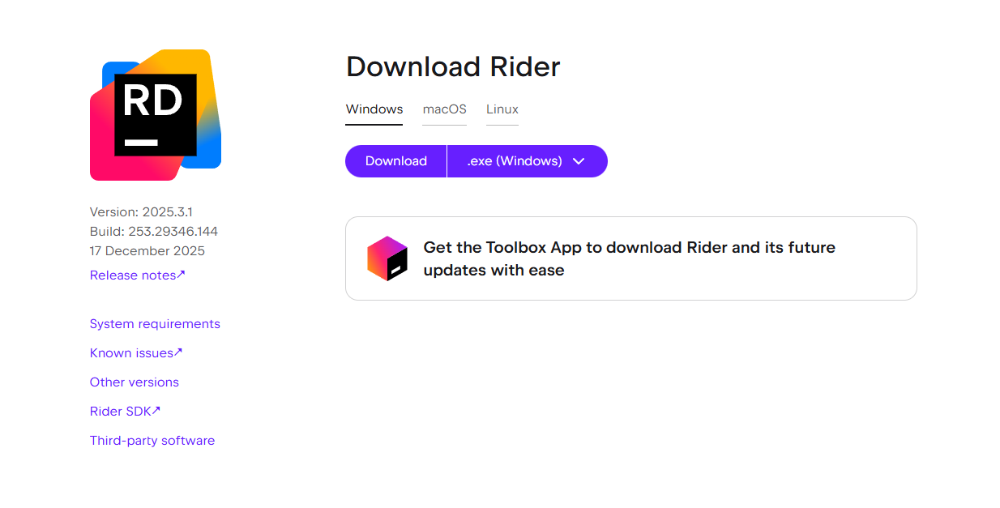 RD
Version: 2025.3.1
Build: 253.29346.144
17 December 2025
Release notes↗
System requirements
Known issues↗
Other versions
Rider SDK↗
Third-party software
Download Rider
Windows macOS Linux
Download .exe (Windows)
Get the Toolbox App to download Rider and its future
updates with ease